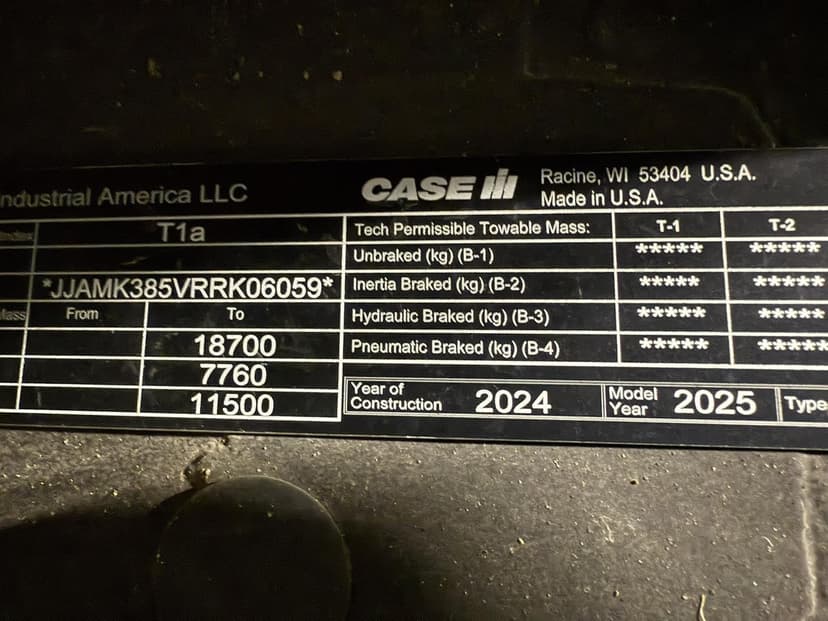 ndustrial America LLC
CASE IH
Racine, WI 53404 U.S.A.
Made in U.S.A.
T1a
Tech Permissible Towable Mass:
T-1
T-2
Unbraked (kg) (B-1)
*****
*****
*JJAMK385VRRK06059*
Inertia Braked (kg) (B-2)
*****
*****
Mass
From
To
Hydraulic Braked (kg) (B-3)
*****
*****
18700
Pneumatic Braked (kg) (B-4)
*****
*****
7760
11500
Year of
Construction
2024
Model
Year
2025
Type